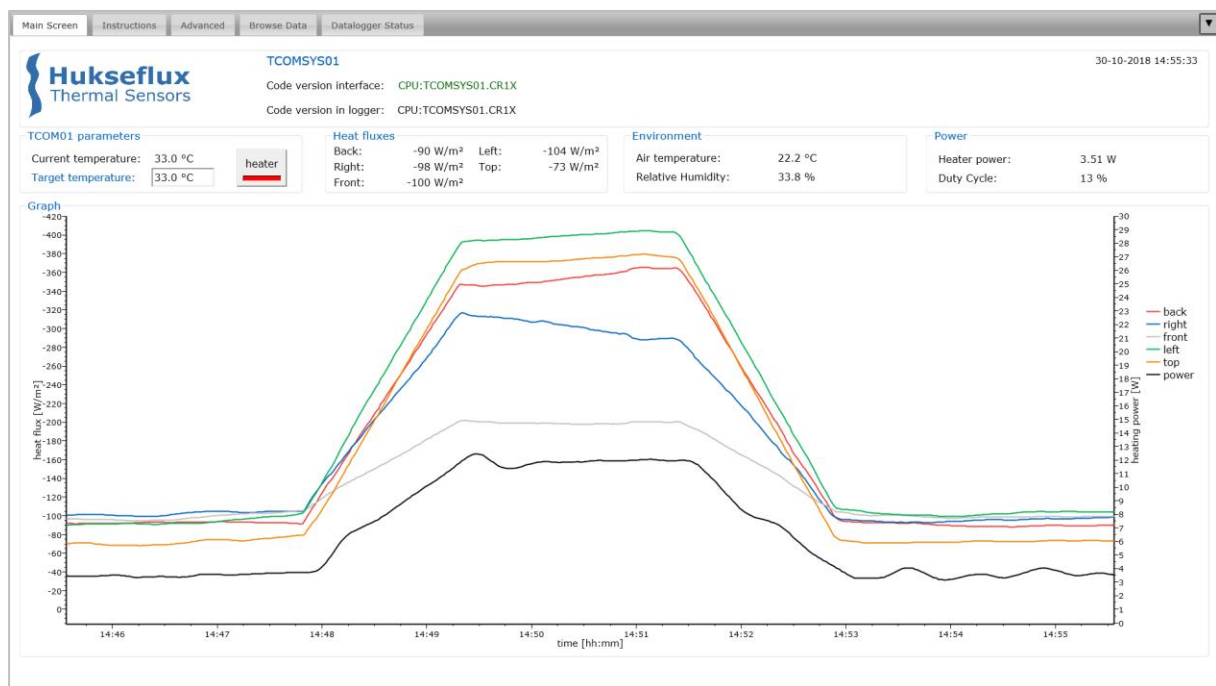 Main Screen Instructions Advanced Browse Data Datalogger Status
Hukseflux
Thermal Sensors
TCOMSYS01
Code version interface: CPU:TCOMSYS01.CR1X
Code version in logger: CPU:TCOMSYS01.CR1X
30-10-2018 14:55:33
TCOM01 parameters
Current temperature: 33.0 °C
Target temperature: 33.0 °C
heater
Heat fluxes
Back: -90 W/m² Left: -104 W/m²
Right: -98 W/m² Top: -73 W/m²
Front: -100 W/m²
Environment
Air temperature: 22.2 °C
Relative Humidity: 33.8 %
Power
Heater power: 3.51 W
Duty Cycle: 13 %
Graph
heat flux [W/m²]
-420
-400
-380
-360
-340
-320
-300
-280
-260
-240
-220
-200
-180
-160
-140
-120
-100
-80
-60
-40
-20
0
30
29
28
27
26
25
24
23
22
21
20
19
18
17
16
15
14
13
12
11
10
9
8
7
6
5
4
3
2
1
0
heating power [W]
back
right
front
left
top
power
14:46 14:47 14:48 14:49 14:50 14:51 14:52 14:53 14:54 14:55
time [hh:mm]